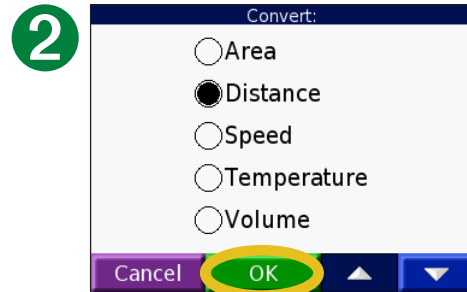 2
Convert:
Area
Distance
Speed
Temperature
Volume
Cancel OK